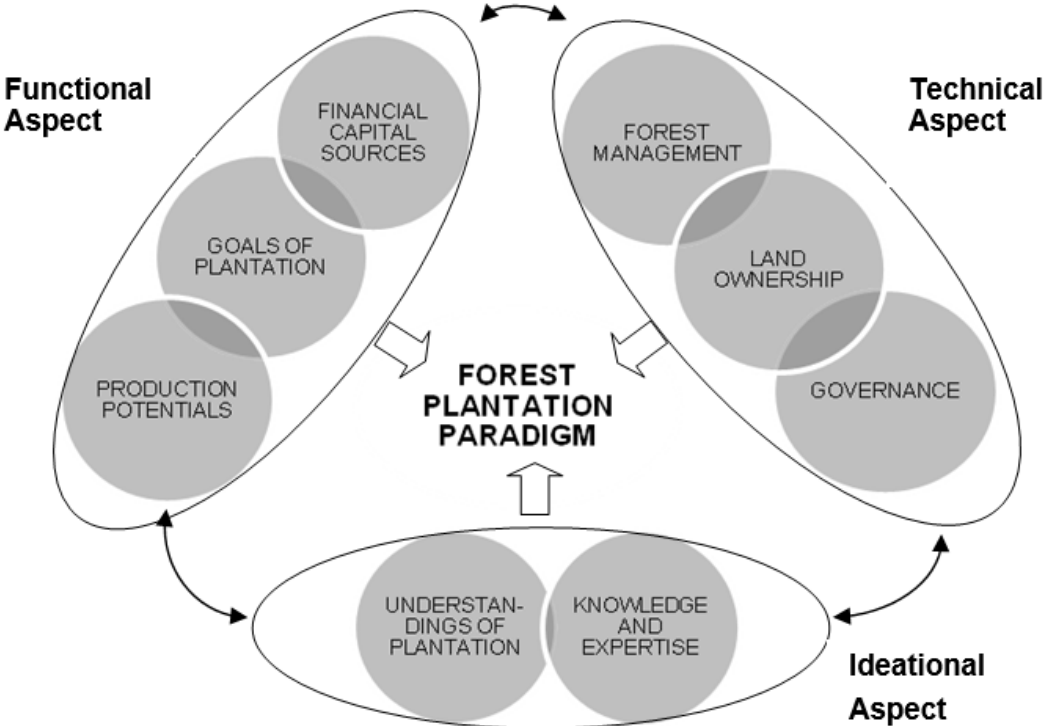 Functional
Aspect
FINANCIAL
CAPITAL
SOURCES
GOALS OF
PLANTATION
PRODUCTION
POTENTIALS
Technical
Aspect
FOREST
MANAGEMENT
LAND
OWNERSHIP
GOVERNANCE
FOREST
PLANTATION
PARADIGM
UNDERSTAN-
DINGS OF
PLANTATION
KNOWLEDGE
AND
EXPERTISE
Ideational
Aspect